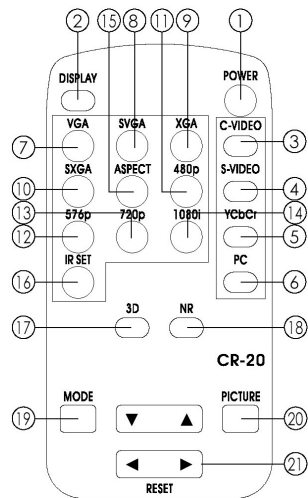 ② ⑮ ⑧ ⑪ ⑨ ①
DISPLAY POWER
VGA SVGA XGA C-VIDEO
⑦ ③
SXGA ASPECT 480p S-VIDEO
⑩ ④
⑬ ⑭
576p 720p 1080i YCbCr
⑫ ⑤
IR SET PC
⑯ ⑥
3D NR
⑰ ⑱
CR-20
MODE ▼ ▲ PICTURE
⑲ ⑳
◄ ► ㉑
RESET